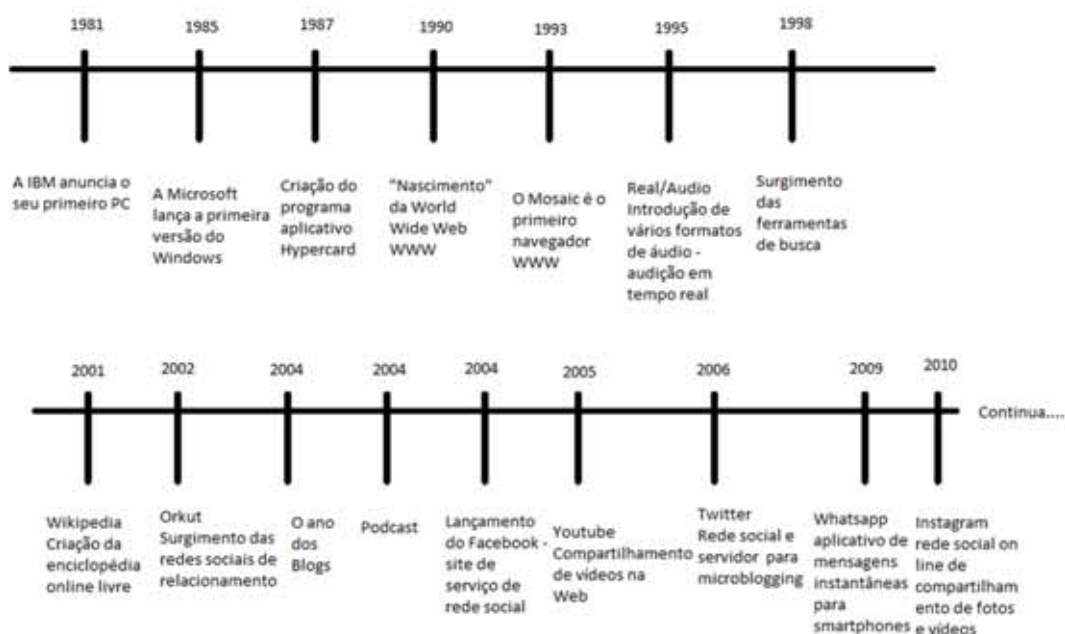 1981
1985
1987
1990
1993
1995
1998
A IBM anuncia o
seu primeiro PC
A Microsoft
lança a primeira
versão do
Windows
Criação do
programa
aplicativo
Hypercard
"Nascimento"
da World
Wide Web
WWW
O Mosaic é o
primeiro
navegador
WWW
Real/Audio
Introdução de
vários formatos
de áudio -
audição em
tempo real
Surgimento
das
ferramentas
de busca
2001
2002
2004
2004
2004
2005
2006
2009
2010
Continua....
Wikipedia
Criação da
enciclopédia
online livre
Orkut
Surgimento das
redes sociais de
relacionamento
O ano
dos
Blogs
Podcast
Lançamento
do Facebook -
site de
serviço de
rede social
Youtube
Compartilhamento
de vídeos na
Web
Twitter
Rede social e
servidor para
microblogging
Whatsapp
aplicativo de
mensagens
instantâneas
para
smartphones
Instagram
rede social on
line de
compartilham
ento de fotos
e vídeos